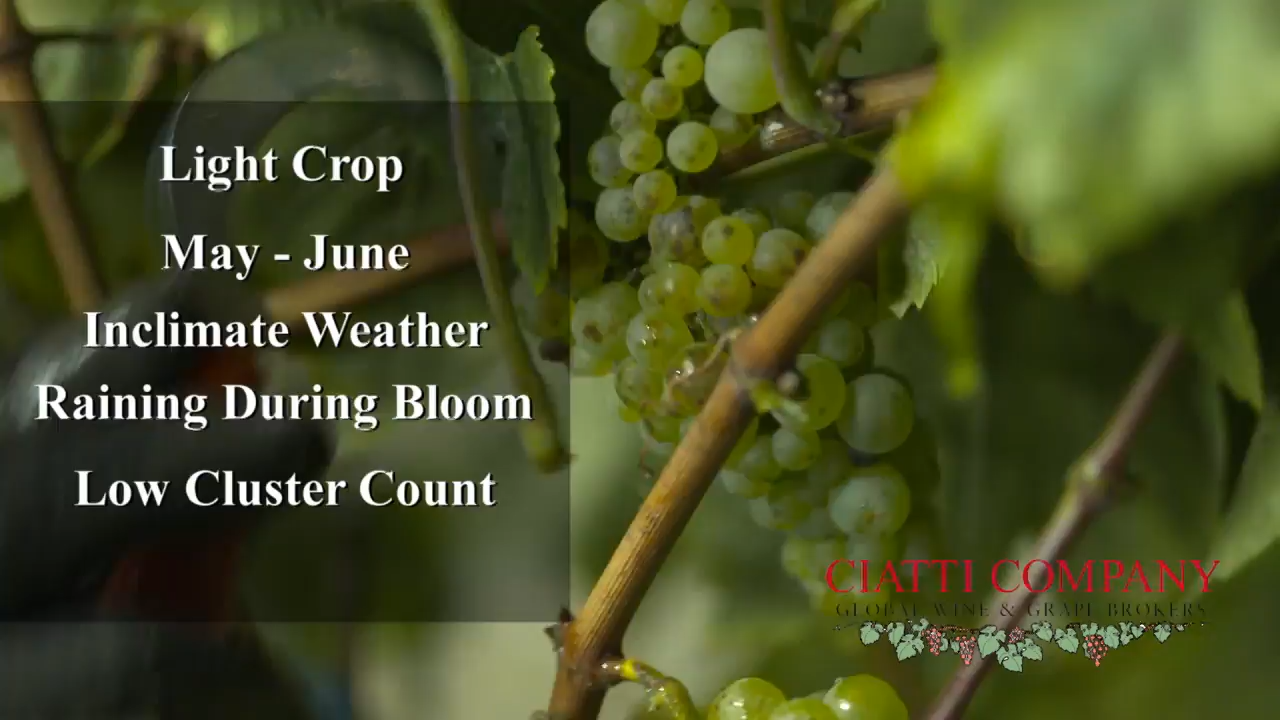 Light Crop
May - June
Inclimate Weather
Raining During Bloom
Low Cluster Count
CIATTI COMPANY
GLOBAL WINE & GRAPE BROKERS